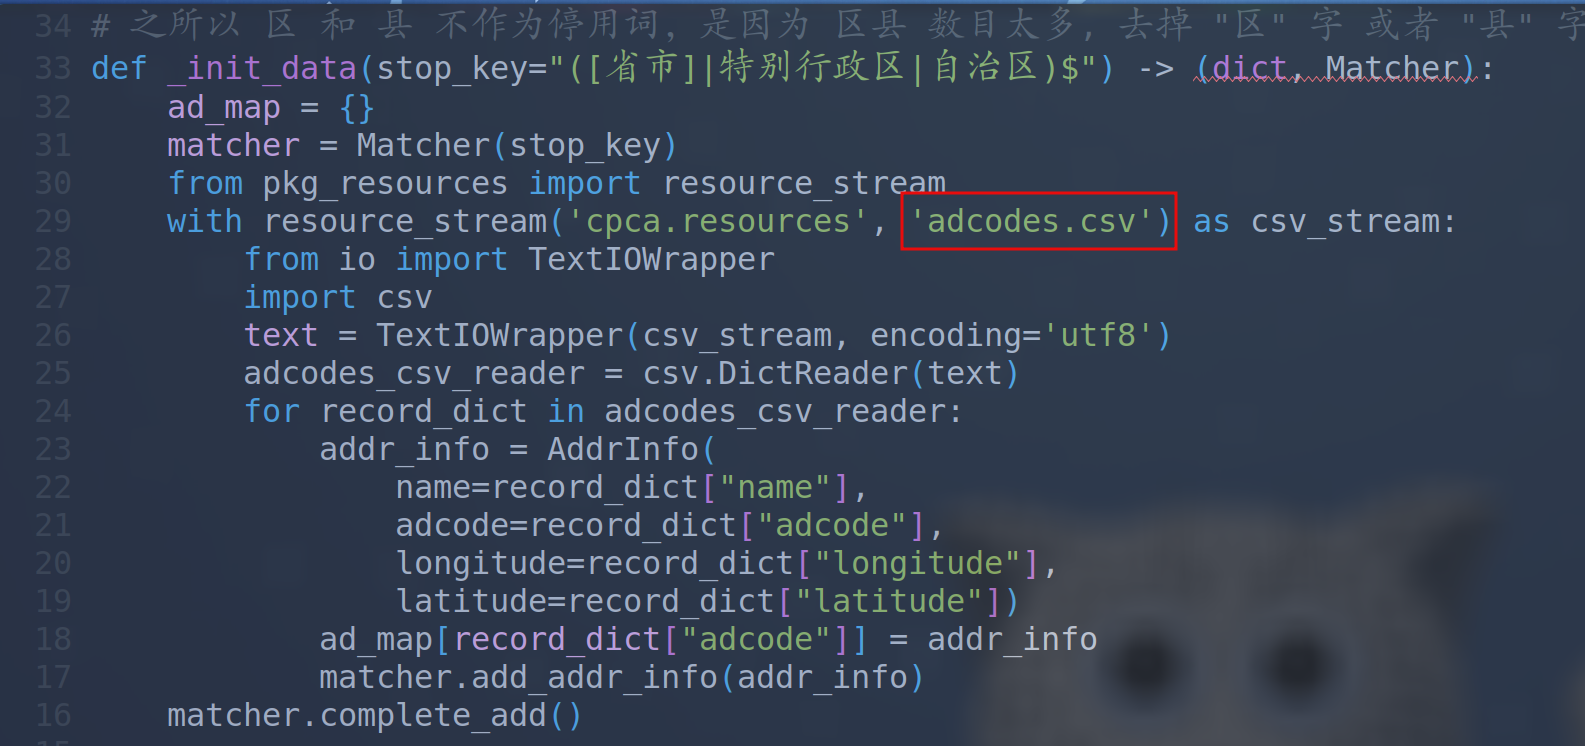 34 # 之所以 区 和 县 不作为停用词, 是因为 区县 数目太多, 去掉 "区" 字 或者 "县" 字
33 def _init_data(stop_key="([省市]|特别行政区|自治区)$") -> (dict, Matcher):
32     ad_map = {}
31     matcher = Matcher(stop_key)
30     from pkg_resources import resource_stream
29     with resource_stream('cpca.resources', 'adcodes.csv') as csv_stream:
28         from io import TextIOWrapper
27         import csv
26         text = TextIOWrapper(csv_stream, encoding='utf8')
25         adcodes_csv_reader = csv.DictReader(text)
24         for record_dict in adcodes_csv_reader:
23             addr_info = AddrInfo(
22                 name=record_dict["name"],
21                 adcode=record_dict["adcode"],
20                 longitude=record_dict["longitude"],
19                 latitude=record_dict["latitude"])
18             ad_map[record_dict["adcode"]] = addr_info
17             matcher.add_addr_info(addr_info)
16     matcher.complete_add()